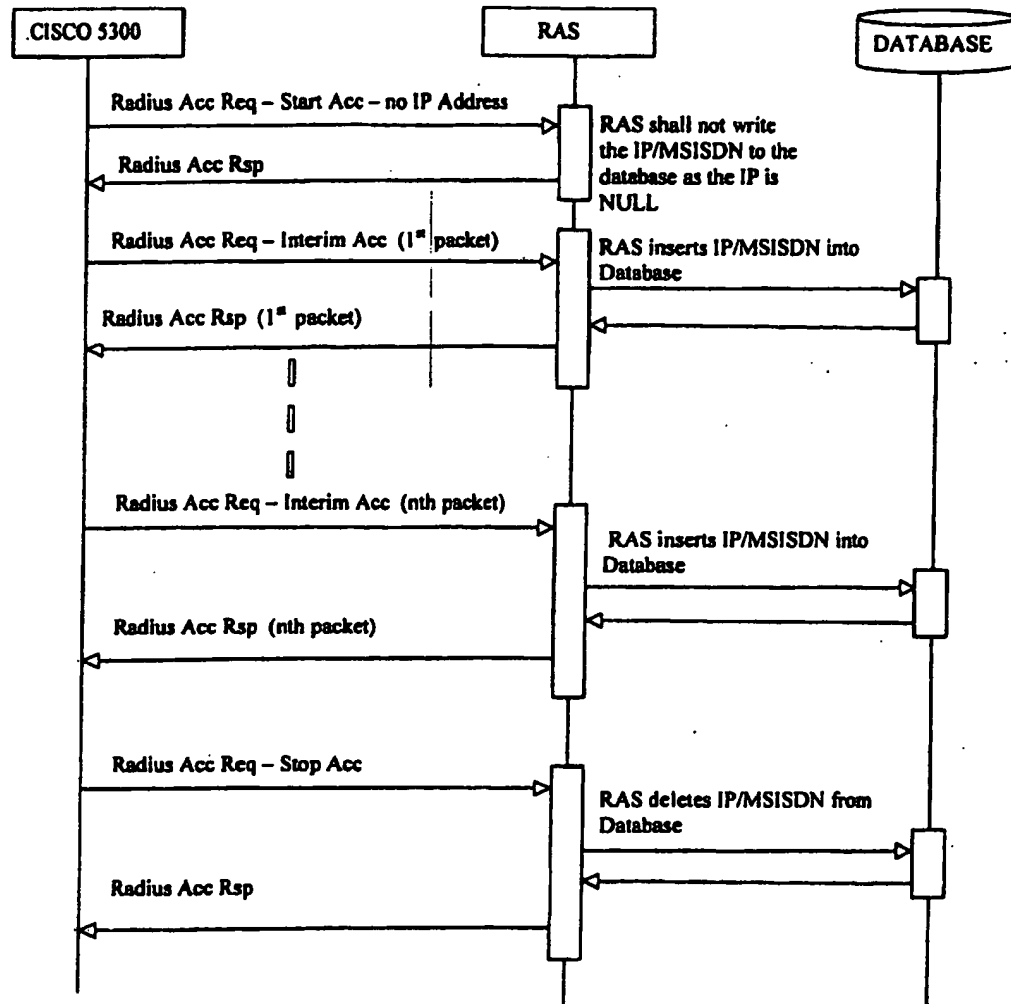 .CISCO 5300
RAS
DATABASE
Radius Acc Req – Start Acc – no IP Address
RAS shall not write
the IP/MSISDN to the
database as the IP is
NULL
Radius Acc Rsp
Radius Acc Req – Interim Acc (1st packet)
RAS inserts IP/MSISDN into
Database
Radius Acc Rsp (1st packet)
Radius Acc Req – Interim Acc (nth packet)
RAS inserts IP/MSISDN into
Database
Radius Acc Rsp (nth packet)
Radius Acc Req – Stop Acc
RAS deletes IP/MSISDN from
Database
Radius Acc Rsp